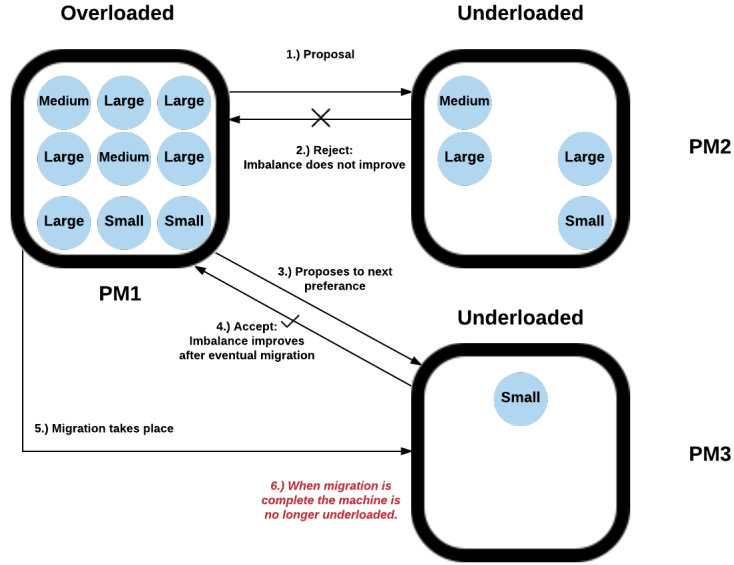 Overloaded
Underloaded
1.) Proposal
Medium
Large
Large
Medium
Large
Medium
Large
2.) Reject:
Imbalance does not improve
Large
Large
PM2
Large
Small
Small
Small
PM1
3.) Proposes to next
preferance
4.) Accept:
Imbalance improves
after eventual migration
Underloaded
Small
5.) Migration takes place
PM3
6.) When migration is
complete the machine is
no longer underloaded.